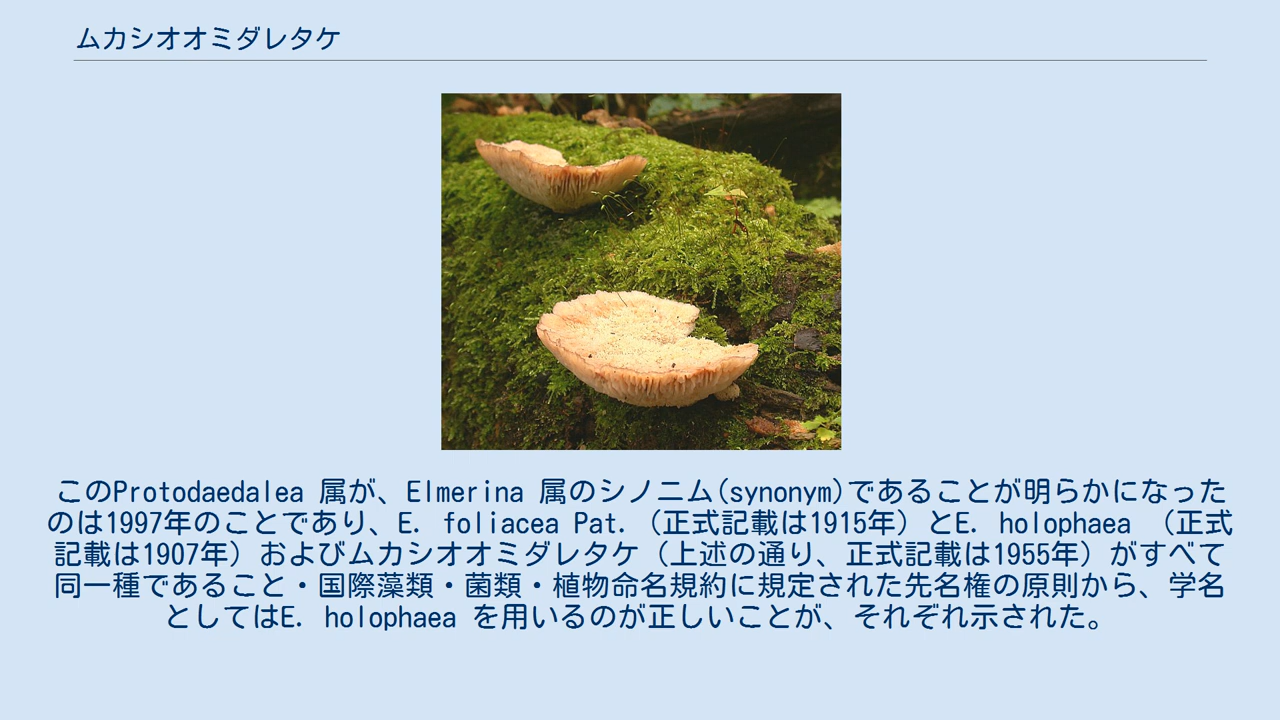 ムカシオオミダレタケ
このProtodaedalea 属が、Elmerina 属のシノニム(synonym)であることが明らかになった
のは1997年のことであり、E. foliacea Pat.（正式記載は1915年）とE. holophaea （正式
記載は1907年）およびムカシオオミダレタケ（上述の通り、正式記載は1955年）がすべて
同一種であること・国際藻類・菌類・植物命名規約に規定された先名権の原則から、学名
としてはE. holophaea を用いるのが正しいことが、それぞれ示された。